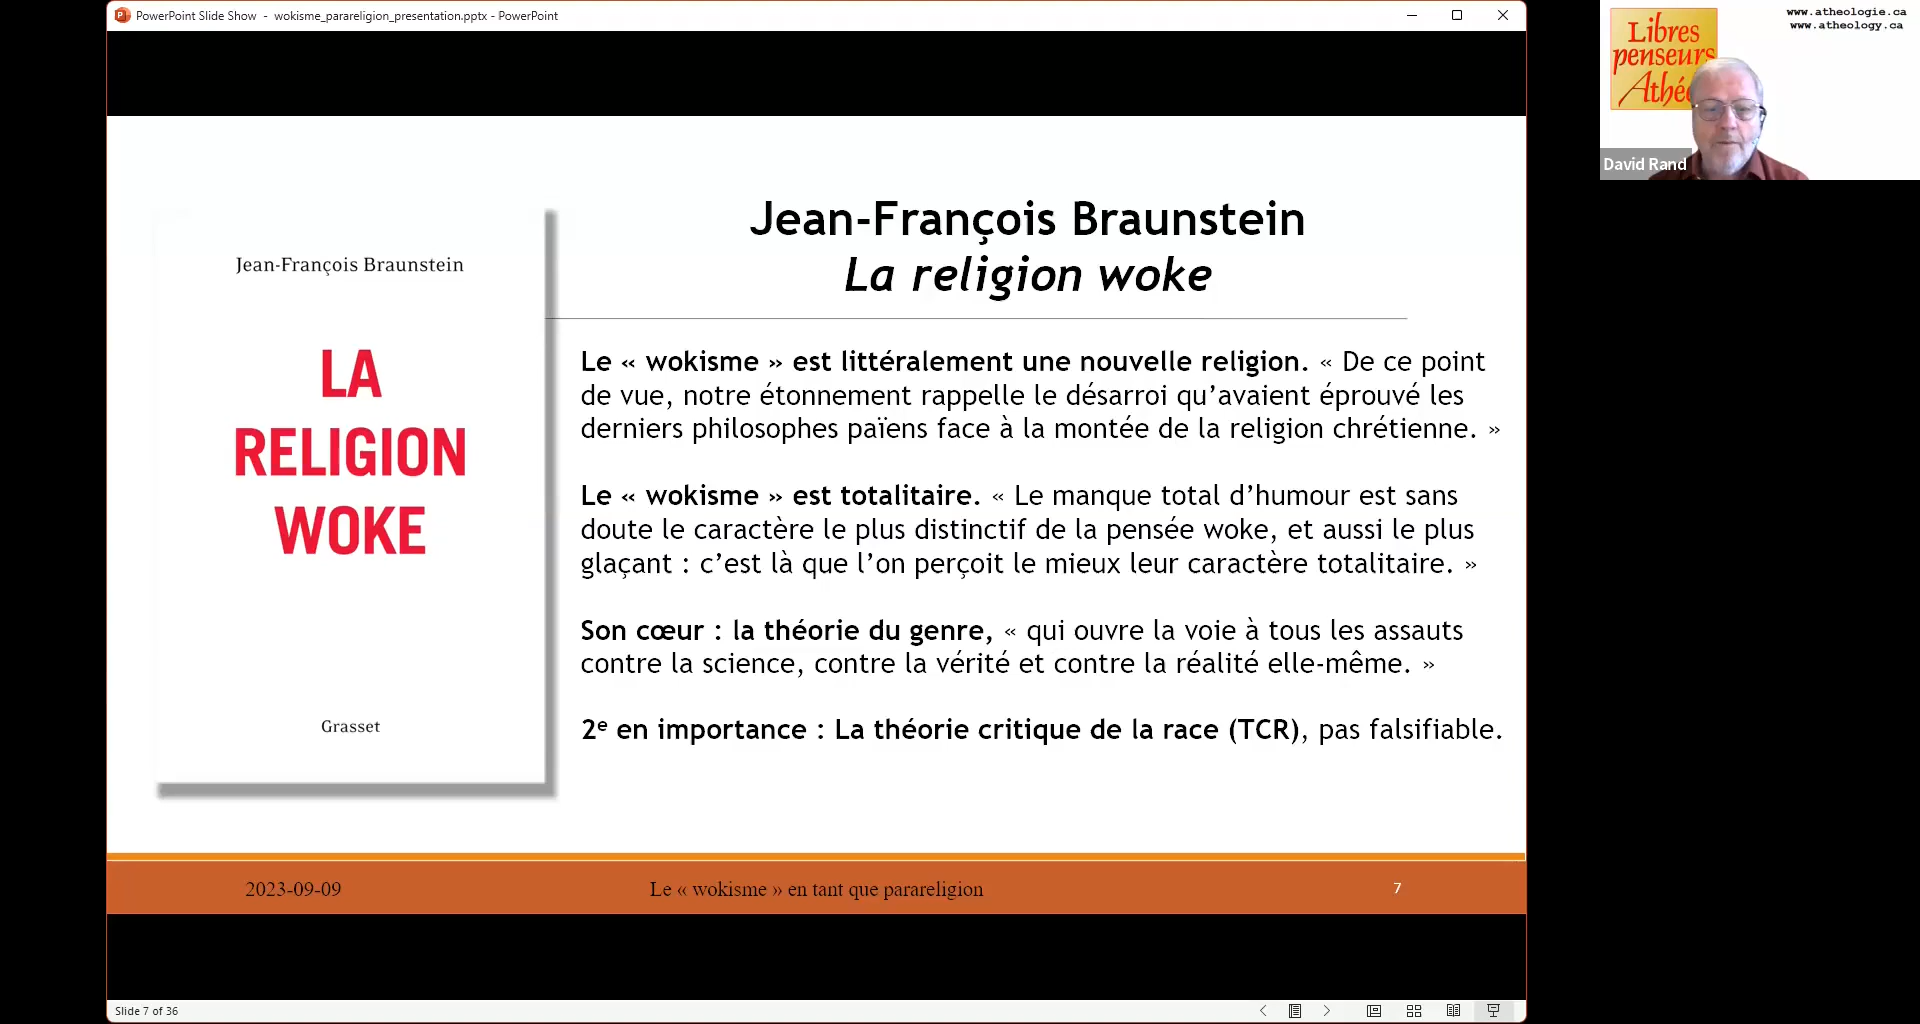 PowerPoint Slide Show - wokisme_parareligion_presentation.pptx - PowerPoint
www.atheologie.ca
www.atheology.ca
Libres
penseurs
Athé
David Rand
Jean-François Braunstein
LA
RELIGION
WOKE
Grasset
Jean-François Braunstein
La religion woke
Le « wokisme » est littéralement une nouvelle religion. « De ce point
de vue, notre étonnement rappelle le désarroi qu’avaient éprouvé les
derniers philosophes païens face à la montée de la religion chrétienne. »
Le « wokisme » est totalitaire. « Le manque total d’humour est sans
doute le caractère le plus distinctif de la pensée woke, et aussi le plus
glaçant : c’est là que l’on perçoit le mieux leur caractère totalitaire. »
Son cœur : la théorie du genre, « qui ouvre la voie à tous les assauts
contre la science, contre la vérité et contre la réalité elle-même. »
2e en importance : La théorie critique de la race (TCR), pas falsifiable.
2023-09-09
Le « wokisme » en tant que parareligion
7
Slide 7 of 36